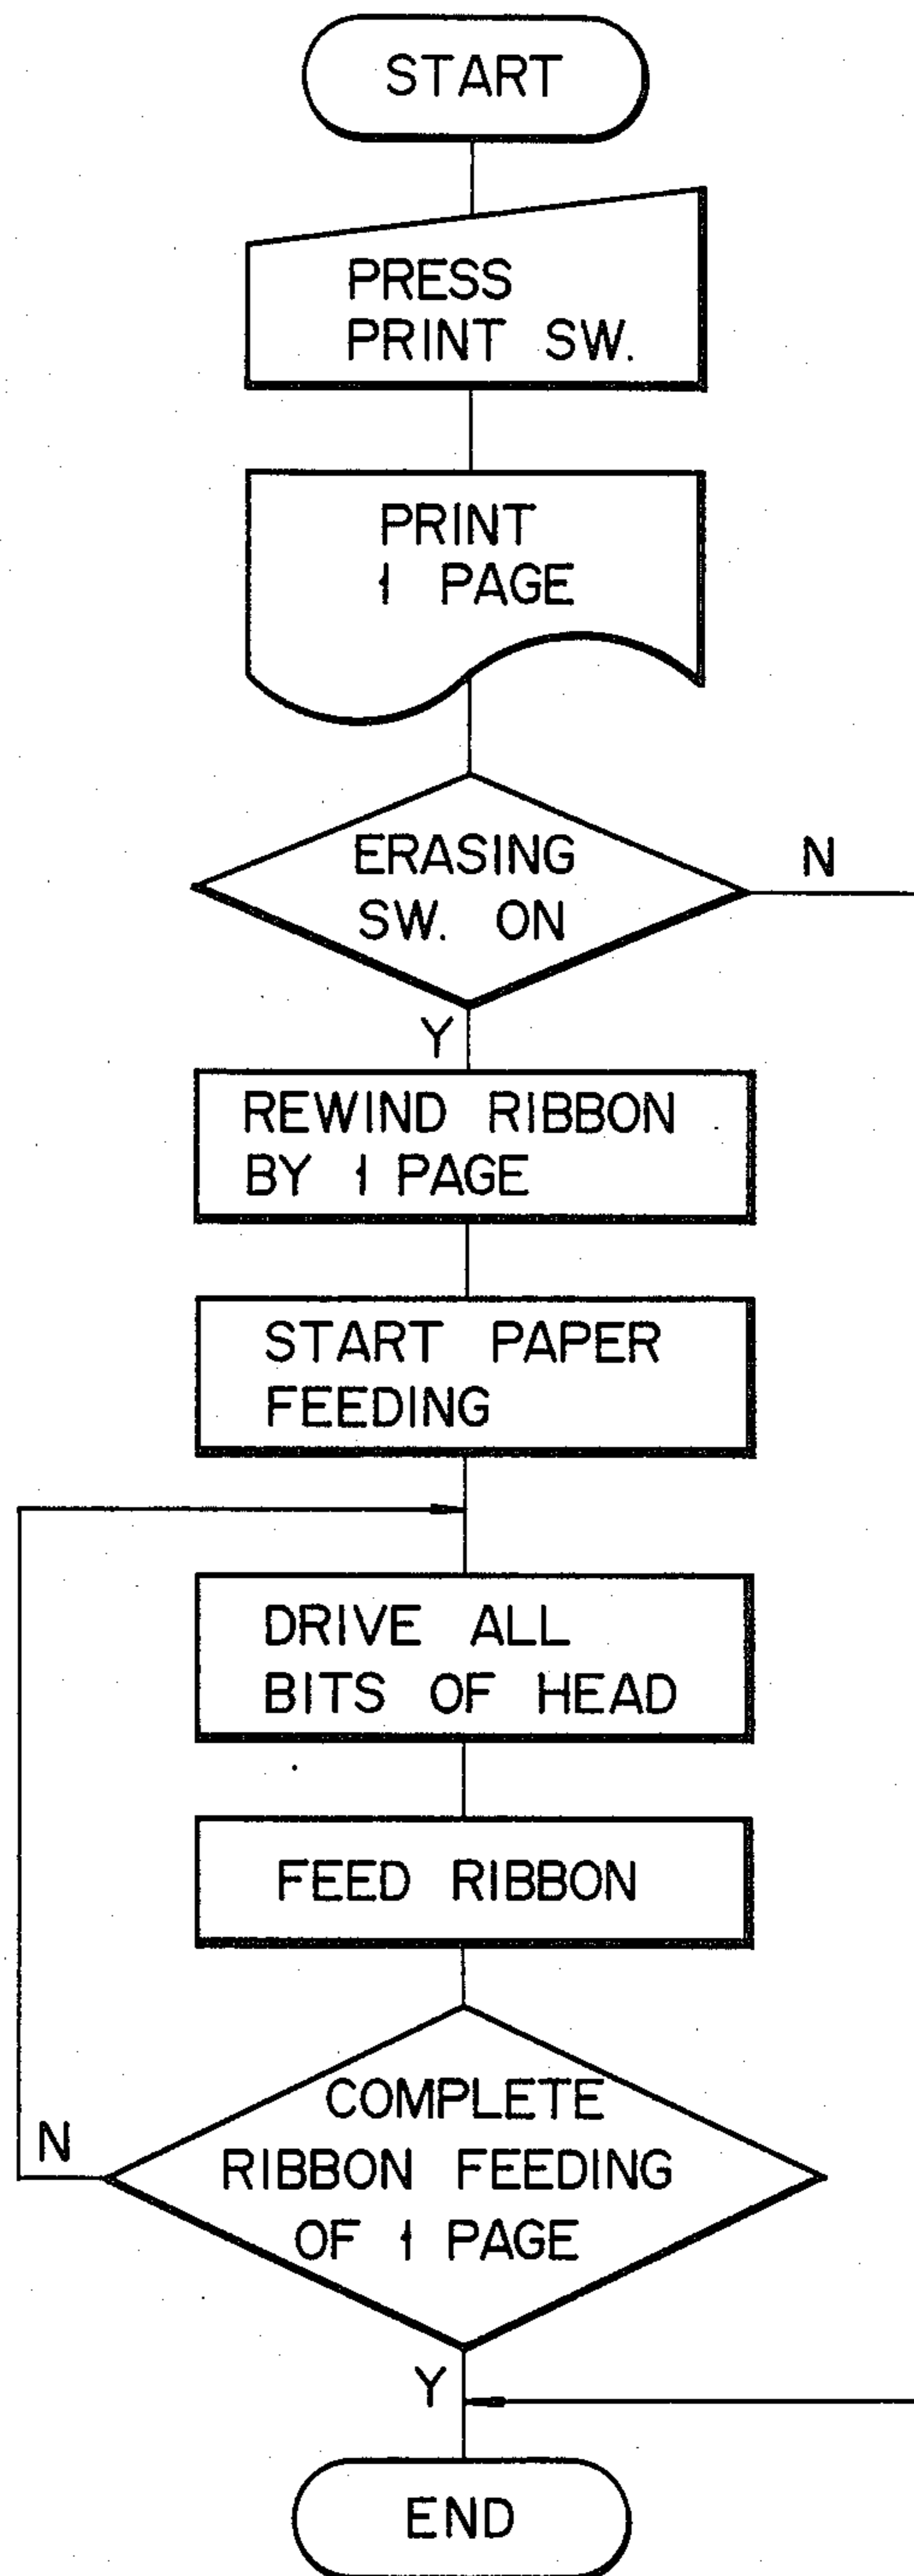 START
PRESS
PRINT SW.
PRINT
1 PAGE
ERASING
SW. ON
N
Y
REWIND RIBBON
BY 1 PAGE
START PAPER
FEEDING
DRIVE ALL
BITS OF HEAD
FEED RIBBON
COMPLETE
RIBBON FEEDING
OF 1 PAGE
N
Y
END